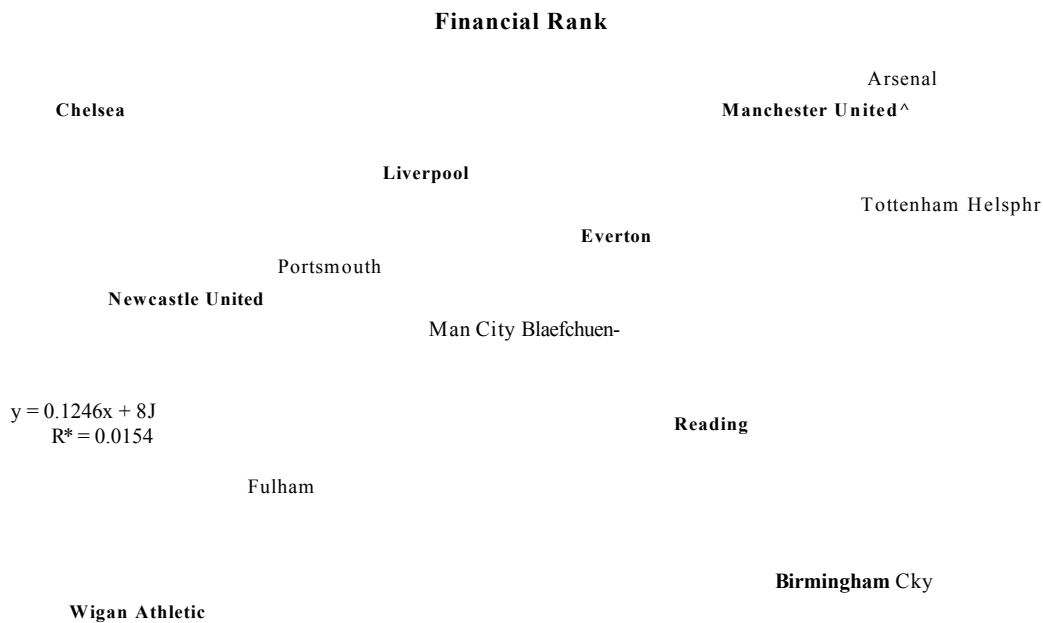 Financial Rank
Arsenal
Chelsea
Manchester United^
Liverpool
Tottenham Helsphr
Everton
Portsmouth
Newcastle United
Man City Blaefchuen-
y = 0.1246x + 8J
R* = 0.0154
Reading
Fulham
Birmingham Cky
Wigan Athletic